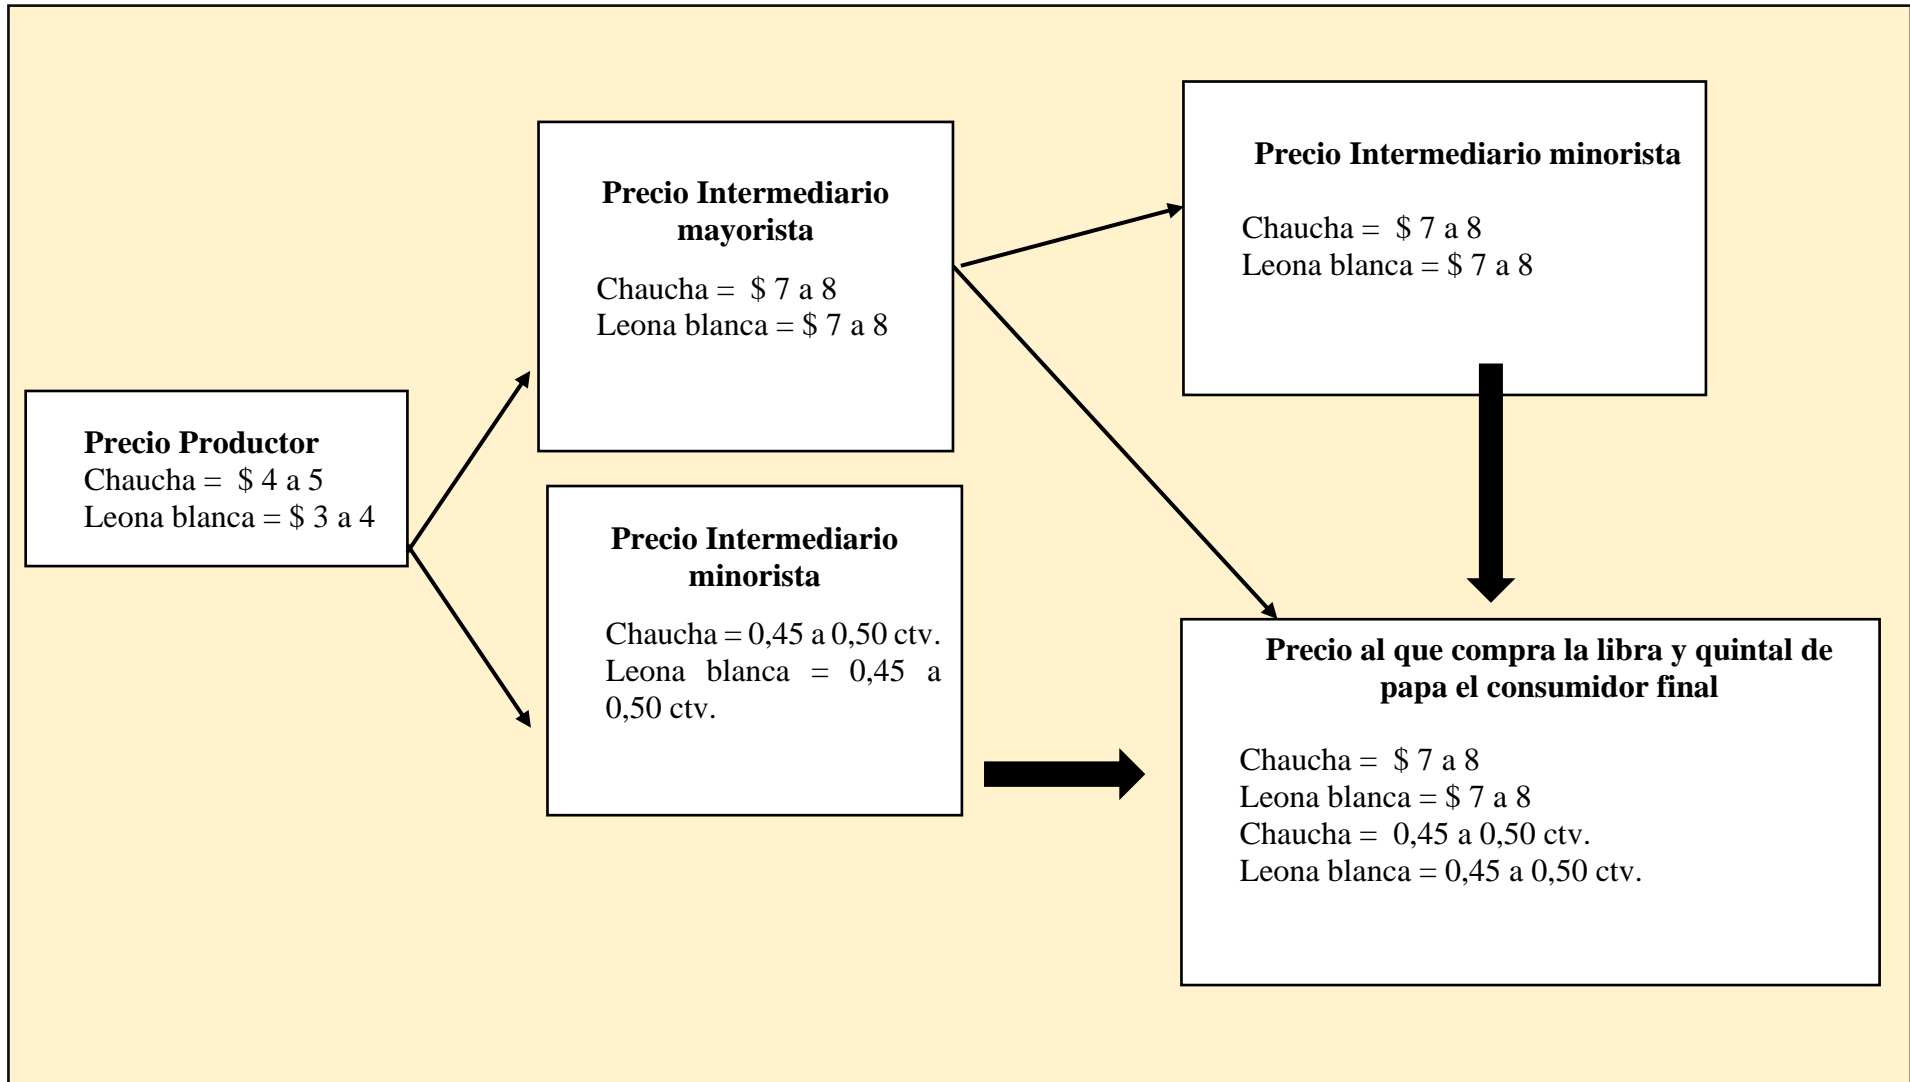 Precio Productor
Chaucha = $ 4 a 5
Leona blanca = $ 3 a 4
Precio Intermediario
mayorista
Chaucha = $ 7 a 8
Leona blanca = $ 7 a 8
Precio Intermediario
minorista
Chaucha = 0,45 a 0,50 ctv.
Leona blanca = 0,45 a
0,50 ctv.
Precio Intermediario minorista
Chaucha = $ 7 a 8
Leona blanca = $ 7 a 8
Precio al que compra la libra y quintal de
papa el consumidor final
Chaucha = $ 7 a 8
Leona blanca = $ 7 a 8
Chaucha = 0,45 a 0,50 ctv.
Leona blanca = 0,45 a 0,50 ctv.